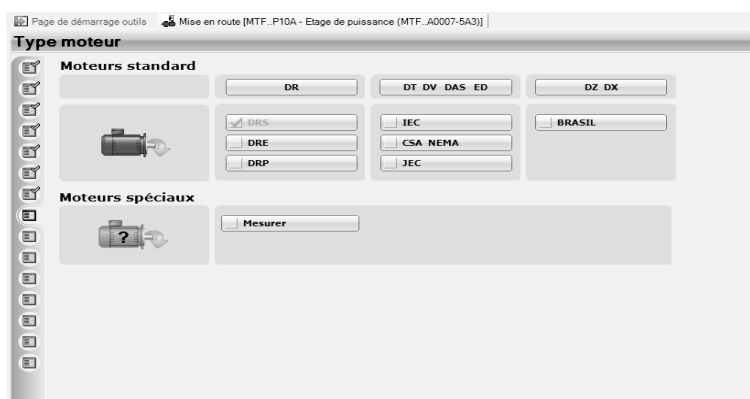 Page de démarrage outils Mise en route [MTF..P10A - Etage de puissance (MTF..A0007-5A3)]
Type moteur
Moteurs standard
DR DT DV DAS ED DZ DX
DRS IEC BRASIL
DRE CSA NEMA
DRP JEC
Moteurs spéciaux
? Mesurer